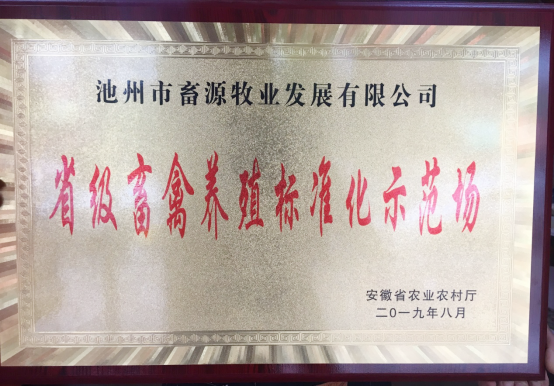 池州市畜源牧业发展有限公司
省级畜禽养殖标准化示范场
安徽省农业农村厅
二〇一九年八月